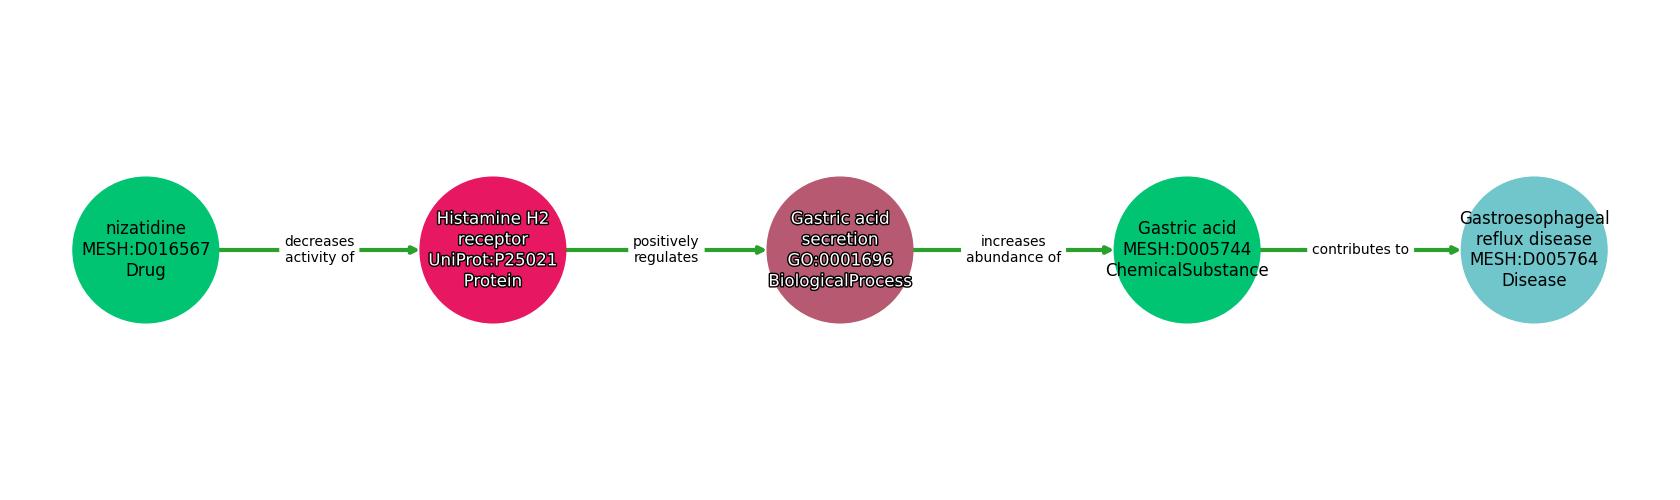 nizatidine
MESH:D016567
Drug
decreases
activity of
Histamine H2
receptor
UniProt:P25021
Protein
positively
regulates
Gastric acid
secretion
GO:0001696
BiologicalProcess
increases
abundance of
Gastric acid
MESH:D005744
ChemicalSubstance
contributes to
Gastroesophageal
reflux disease
MESH:D005764
Disease